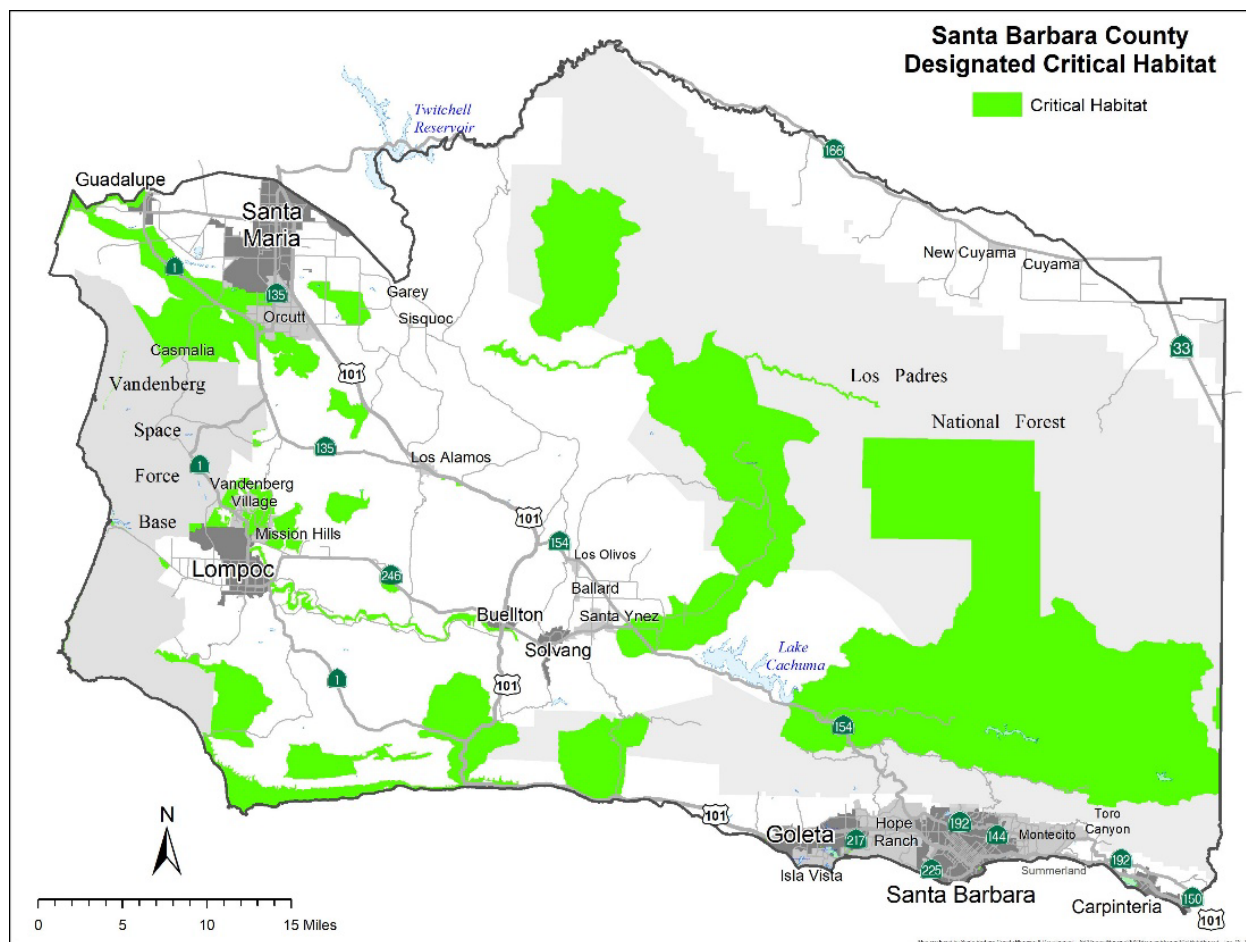 Santa Barbara County
Designated Critical Habitat
Critical Habitat
Twitchell
Reservoir
166
Guadalupe
Santa
Maria
1
135
Orcutt
Garey
Sisquoc
New Cuyama
Cuyama
33
Casmalia
101
Vandenberg
Space
Force
Base
Los Padres
National Forest
135
Los Alamos
1
Vandenberg
Village
Mission Hills
Lompoc
101
154
Los Olivos
246
Ballard
Buellton
Santa Ynez
Solvang
Lake
Cachuma
1
101
154
N
101
Goleta
217
Hope
Ranch
192
144
Montecito
Toro
Canyon
Isla Vista
225
Summerland
192
Santa Barbara
Carpinteria
150
101
0 5 10 15 Miles